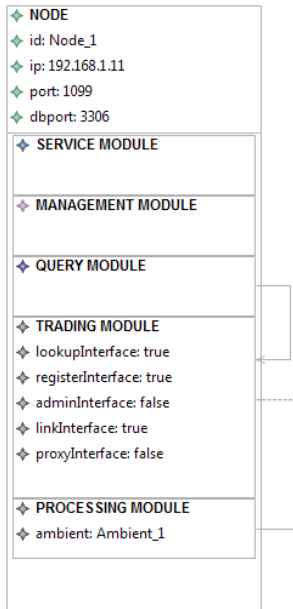 NODE
id: Node_1
ip: 192.168.1.11
port: 1099
dbport: 3306
SERVICE MODULE
MANAGEMENT MODULE
QUERY MODULE
TRADING MODULE
lookupInterface: true
registerInterface: true
adminInterface: false
linkInterface: true
proxyInterface: false
PROCESSING MODULE
ambient: Ambient_1